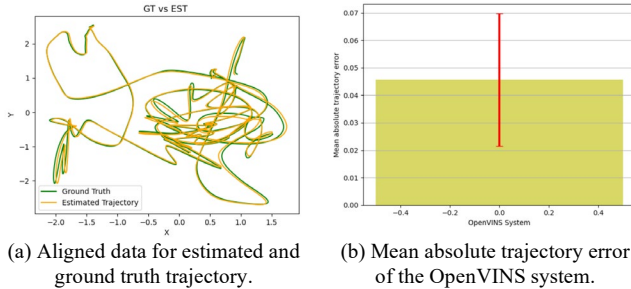 GT vs EST
2
1
0
−1
−2
Y
−2.0 −1.5 −1.0 −0.5 0.0 0.5 1.0 1.5
X
Ground Truth
Estimated Trajectory
(a) Aligned data for estimated and
ground truth trajectory.
0.07
0.06
0.05
0.04
0.03
0.02
0.01
0.00
Mean absolute trajectory error
−0.4 −0.2 0.0 0.2 0.4
OpenVINS System
(b) Mean absolute trajectory error
of the OpenVINS system.